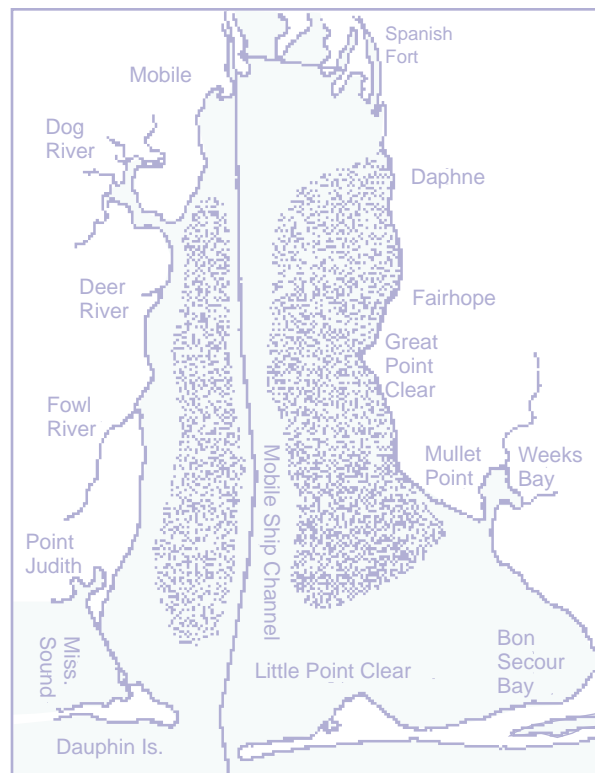 Spanish
Fort
Mobile
Dog
River
Daphne
Deer
River
Fairhope
Great
Point
Clear
Fowl
River
Mullet
Point
Weeks
Bay
Mobile Ship Channel
Point
Judith
Miss.
Sound
Little Point Clear
Bon
Secour
Bay
Dauphin Is.